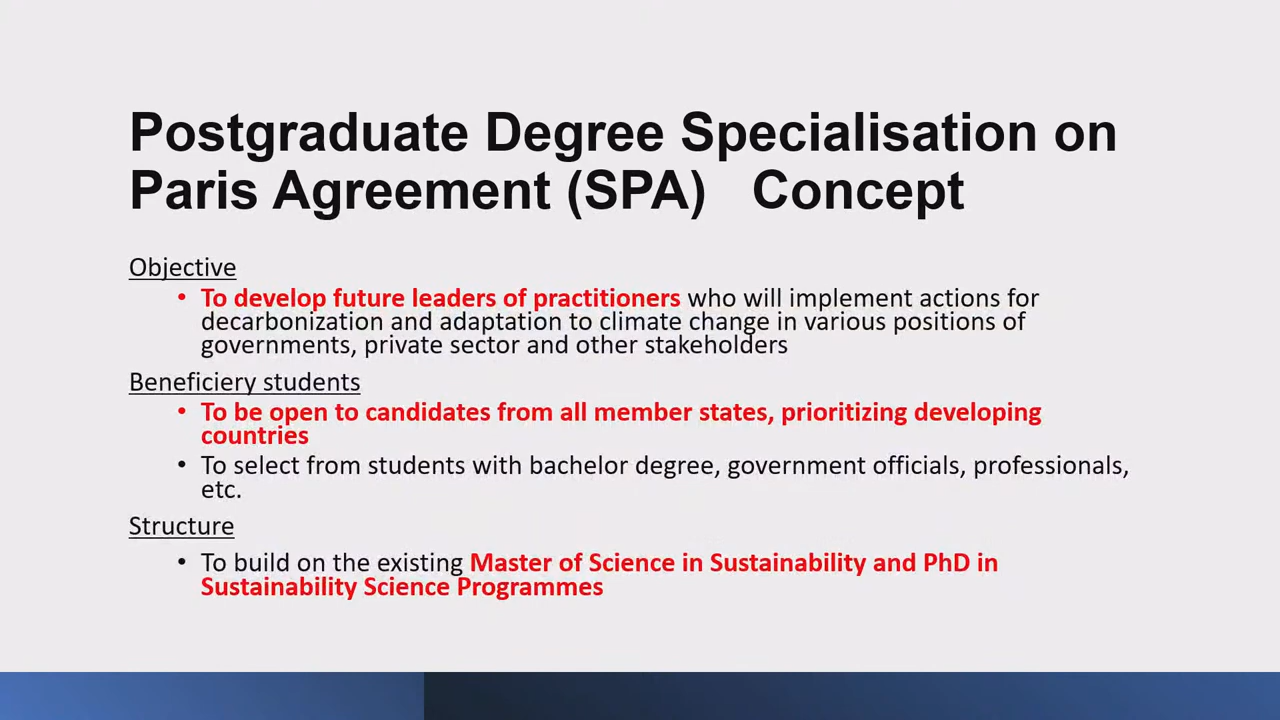 Postgraduate Degree Specialisation on
Paris Agreement (SPA) Concept
Objective
• To develop future leaders of practitioners who will implement actions for
decarbonization and adaptation to climate change in various positions of
governments, private sector and other stakeholders
Beneficiery students
• To be open to candidates from all member states, prioritizing developing
countries
• To select from students with bachelor degree, government officials, professionals,
etc.
Structure
• To build on the existing Master of Science in Sustainability and PhD in
Sustainability Science Programmes